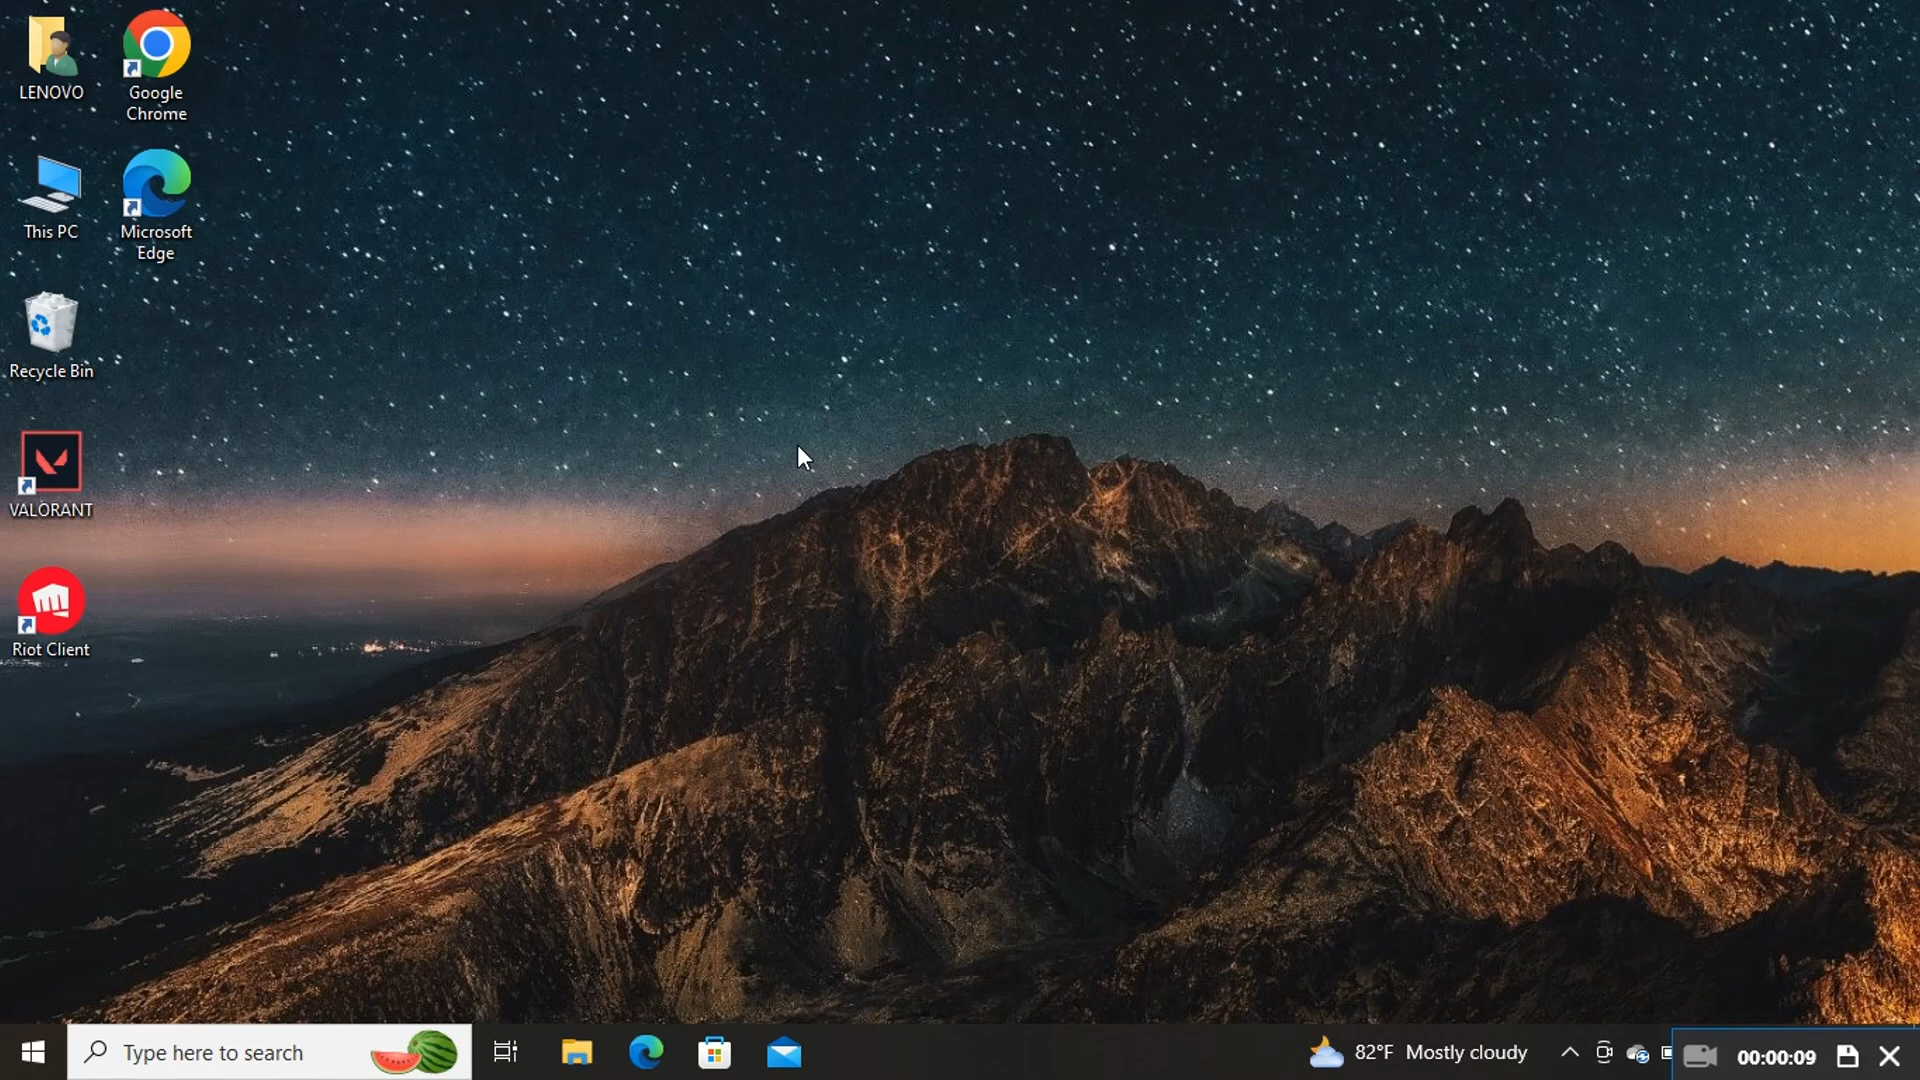 LENOVO
Google
Chrome
This PC
Microsoft
Edge
Recycle Bin
VALORANT
Riot Client
Type here to search
82°F Mostly cloudy
00:00:09